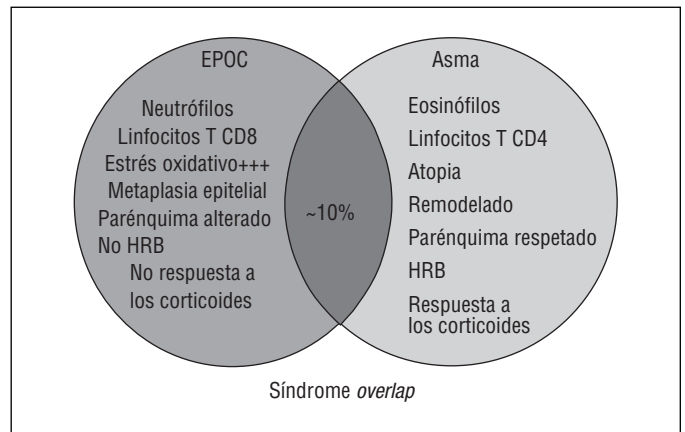 EPOC
Neutrófilos
Linfocitos T CD8
Estrés oxidativo+++
Metaplasia epitelial
Parénquima alterado
No HRB
No respuesta a
los corticoides
~10%
Asma
Eosinófilos
Linfocitos T CD4
Atopia
Remodelado
Parénquima respetado
HRB
Respuesta a
los corticoides
Síndrome overlap